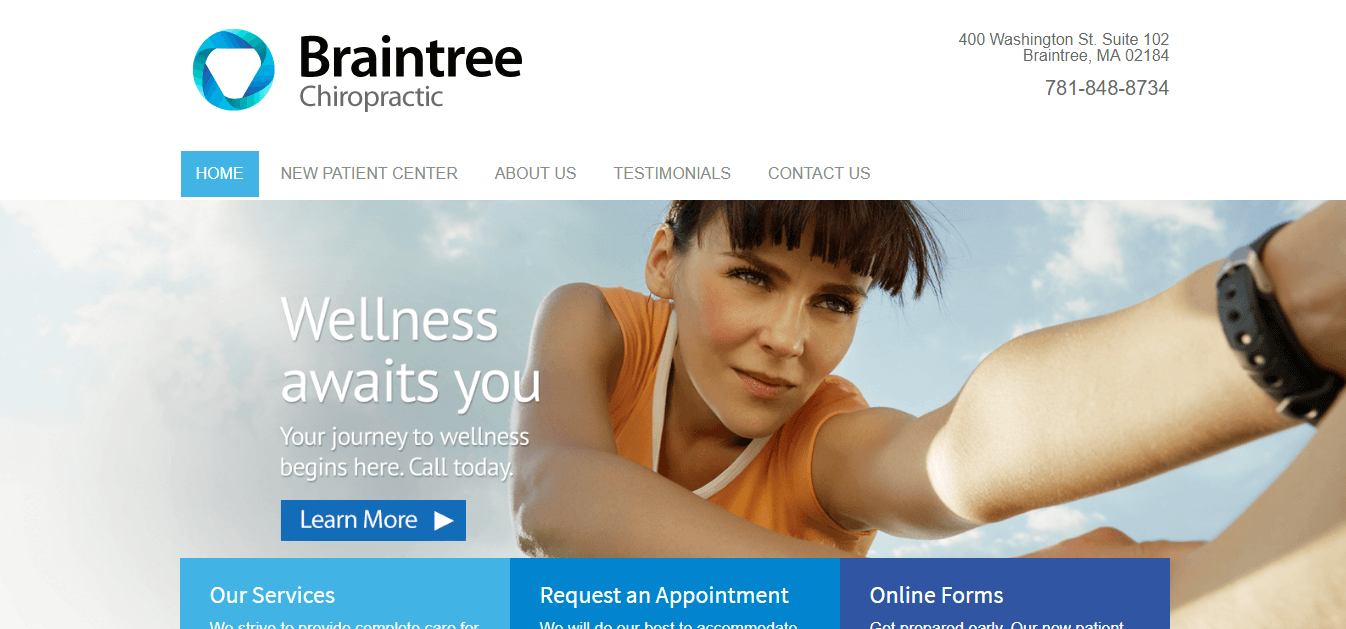 Braintree
Chiropractic
400 Washington St. Suite 102
Braintree, MA 02184
781-848-8734
HOME NEW PATIENT CENTER ABOUT US TESTIMONIALS CONTACT US
Wellness
awaits you
Your journey to wellness
begins here. Call today.
Learn More
Our Services
We strive to provide complete care for
Request an Appointment
We will do our best to accommodate
Online Forms
Get prepared early. Our new patient